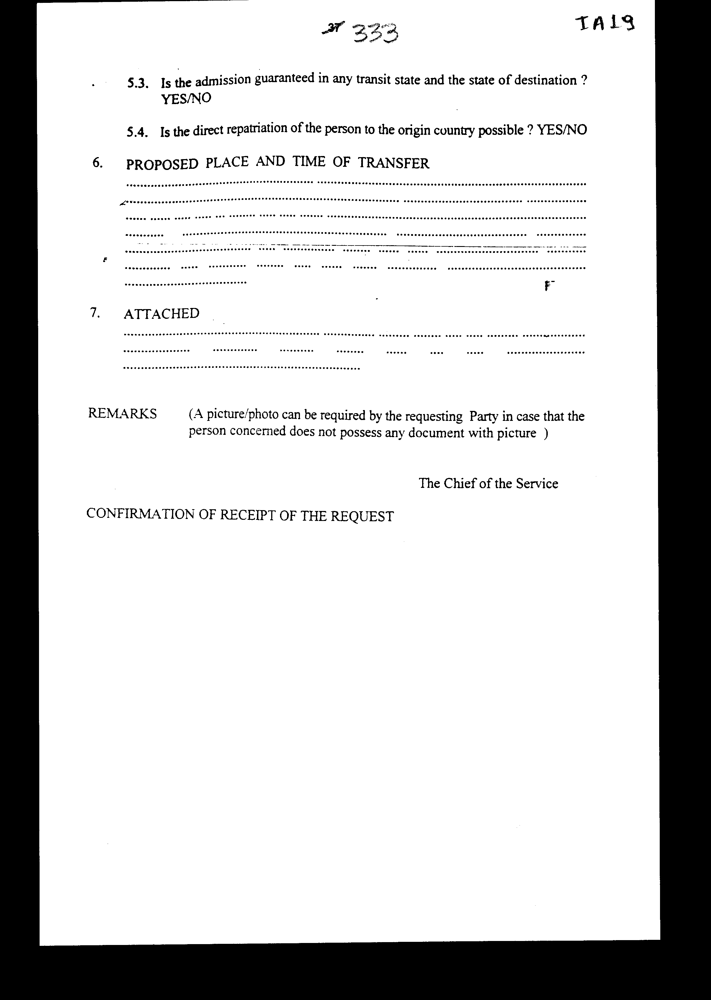 37 333
IA19
5.3. Is the admission guaranteed in any transit state and the state of destination ?
YES/NO
5.4. Is the direct repatriation of the person to the origin country possible ? YES/NO
6. PROPOSED PLACE AND TIME OF TRANSFER
7. ATTACHED
REMARKS (A picture/photo can be required by the requesting Party in case that the
person concerned does not possess any document with picture )
The Chief of the Service
CONFIRMATION OF RECEIPT OF THE REQUEST